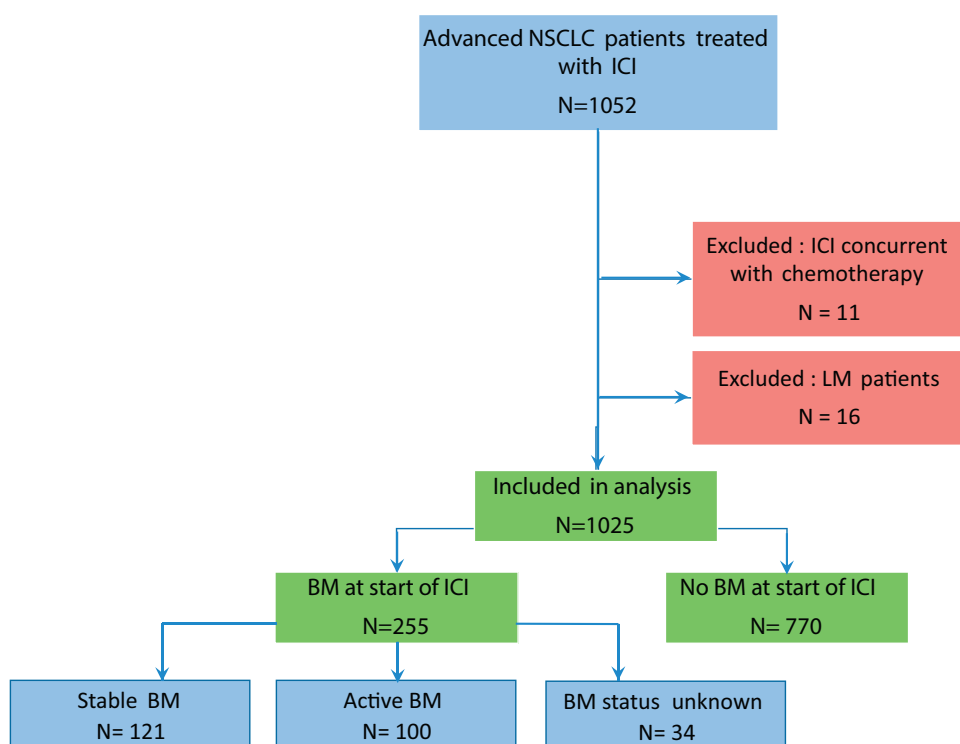 Advanced NSCLC patients treated
with ICI
N=1052
Excluded : ICI concurrent
with chemotherapy
N = 11
Excluded : LM patients
N = 16
Included in analysis
N=1025
BM at start of ICI
N=255
No BM at start of ICI
N= 770
Stable BM
N= 121
Active BM
N= 100
BM status unknown
N= 34